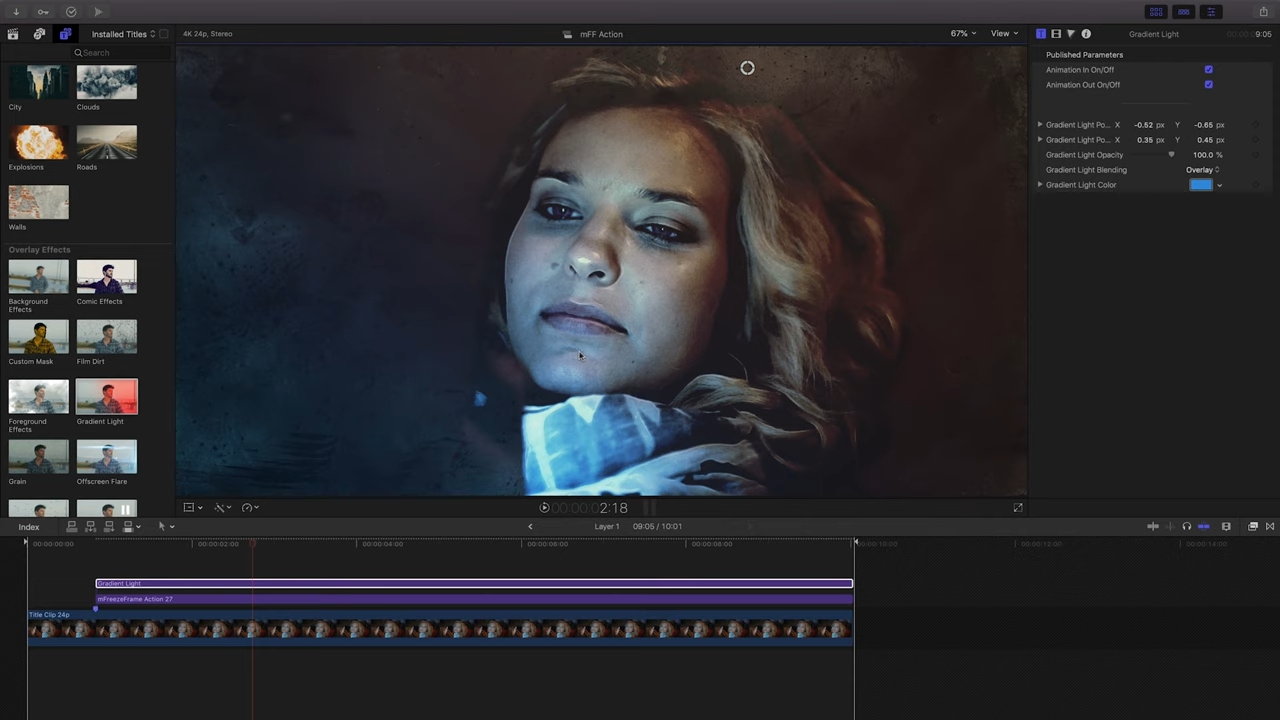 Installed Titles
4K 24p, Stereo
mFF Action
67%
View
Gradient Light
9:05
Search
Published Parameters
Animation In On/Off
Animation Out On/Off
City
Clouds
Gradient Light Po... X -0.52 px Y -0.65 px
Gradient Light Po... X 0.35 px Y 0.45 px
Gradient Light Opacity 100.0 %
Gradient Light Blending Overlay
Gradient Light Color
Explosions
Roads
Walls
Overlay Effects
Background Effects
Comic Effects
Custom Mask
Film Dirt
Foreground Effects
Gradient Light
Grain
Offscreen Flare
00:00:00 2:18
Index
Layer 1
09:05 / 10:01
00:00:00:00
00:00:02:00
00:00:04:00
00:00:06:00
00:00:08:00
00:00:10:00
00:00:12:00
00:00:14:00
Gradient Light
mFreezeFrame Action 27
Title Clip 24p